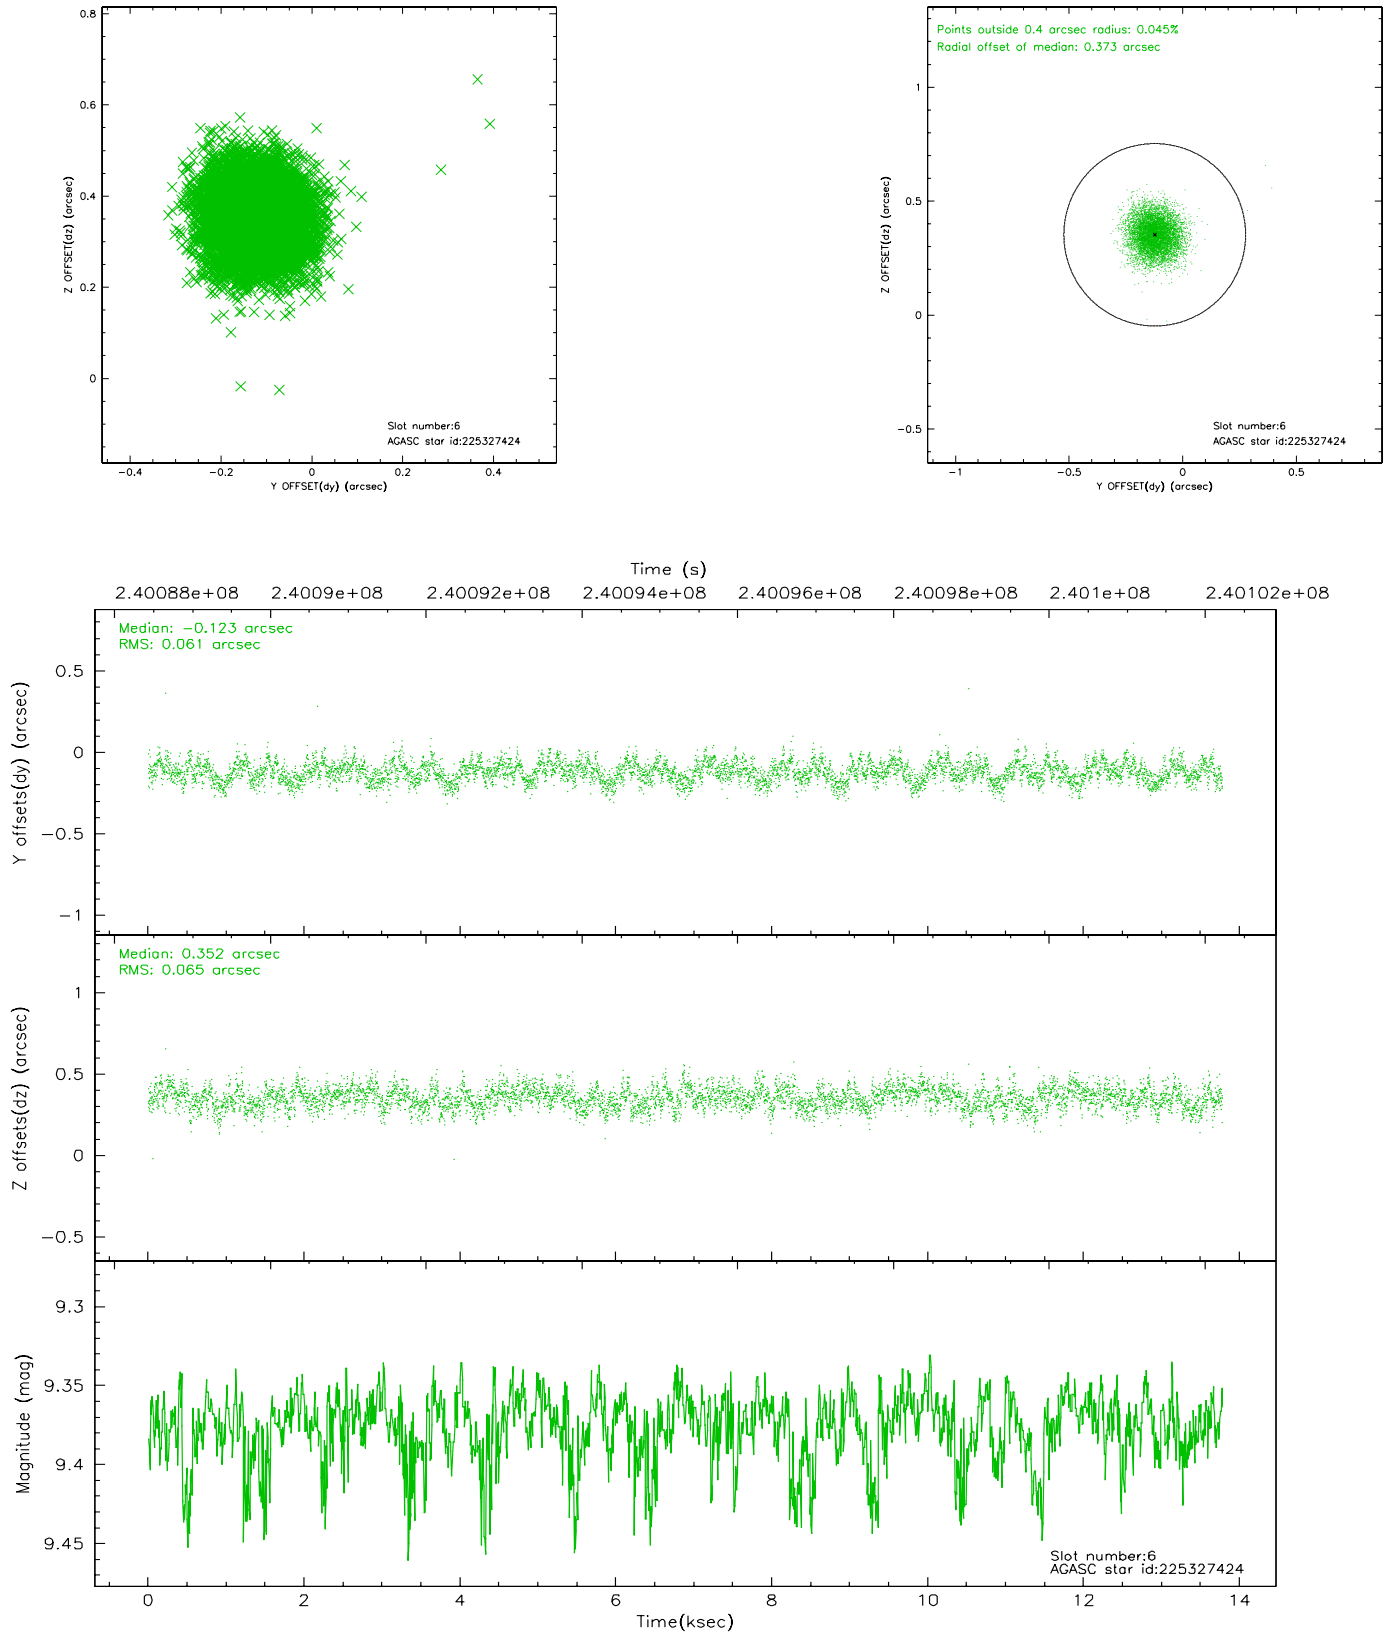 0.8
0.6
0.4
0.2
0
Z OFFSET(dz) (arcsec)
Slot number:6
AGASC star id:225327424
−0.4 −0.2 0 0.2 0.4
Y OFFSET(dy) (arcsec)
Points outside 0.4 arcsec radius: 0.045%
Radial offset of median: 0.373 arcsec
1
0.5
0
−0.5
Z OFFSET(dz) (arcsec)
Slot number:6
AGASC star id:225327424
−1 −0.5 0 0.5
Y OFFSET(dy) (arcsec)
Time (s)
2.40088e+08 2.4009e+08 2.40092e+08 2.40094e+08 2.40096e+08 2.40098e+08 2.401e+08 2.40102e+08
Median: −0.123 arcsec
RMS: 0.061 arcsec
0.5
0
−0.5
−1
Y offsets(dy) (arcsec)
Median: 0.352 arcsec
RMS: 0.065 arcsec
1
0.5
0
−0.5
Z offsets(dz) (arcsec)
9.3
9.35
9.4
9.45
Magnitude (mag)
Slot number:6
AGASC star id:225327424
0 2 4 6 8 10 12 14
Time(ksec)